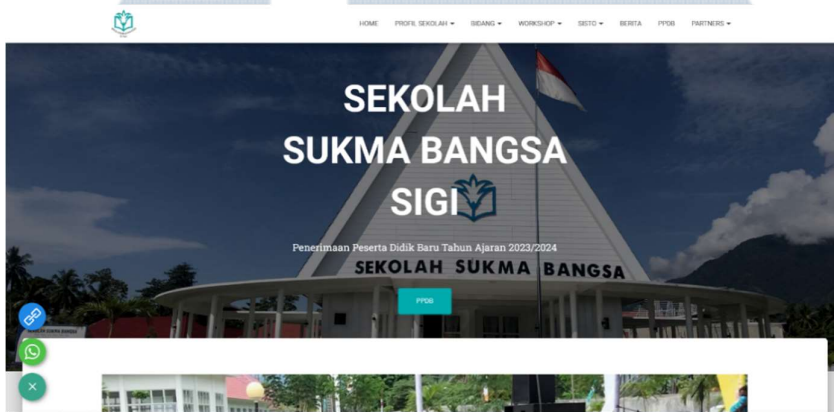 HOME PROFIL SEKOLAH BIDANG WORKSHOP SISTO BERITA PPDB PARTNERS
SEKOLAH
SUKMA BANGSA
SIGI
Penerimaan Peserta Didik Baru Tahun Ajaran 2023/2024
SEKOLAH SUKMA BANGSA
PPDB